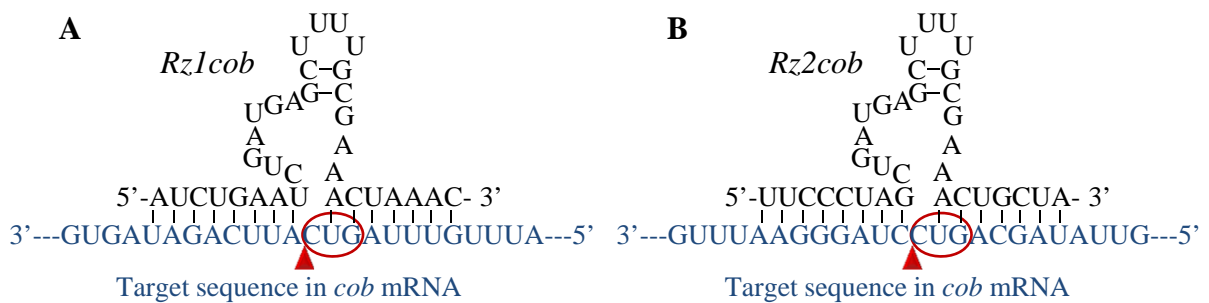 A
Rz1cob
UU
U U
C–G
UGAG–C
A G
G A
UC A
5’-AUCUGAAU ACUAAAC- 3’
3’---GUGAUAGACUUACUGAUUUGUUUA---5’
Target sequence in cob mRNA
B
Rz2cob
UU
U U
C–G
UGAG–C
A G
G A
UC A
5’-UUCCCUAG ACUGCUA- 3’
3’---GUUUAAGGGAUCCUGACGAUAUUG---5’
Target sequence in cob mRNA